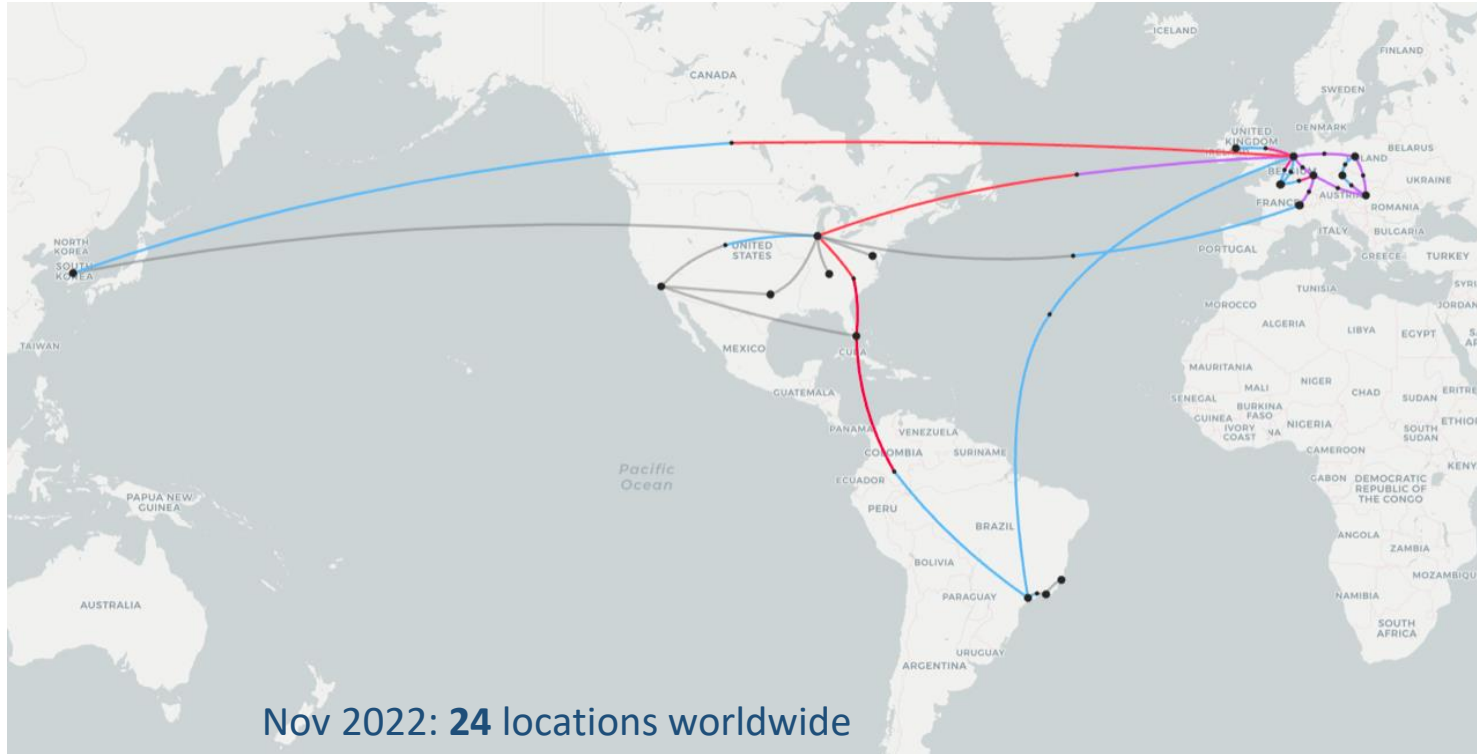 ICELAND
FINLAND
CANADA
SWEDEN
UNITED
KINGDOM
DENMARK
BELARUS
UKRAINE
FRANCE
ROMANIA
NORTH
KOREA
SOUTH
UNITED
STATES
PORTUGAL
ITALY
BULGARIA
GREECE
TURKEY
TUNISIA
MOROCCO
ALGERIA
LIBYA
EGYPT
TAIWAN
MEXICO
CUBA
MAURITANIA
MALI
NIGER
CHAD
SUDAN
GUATEMALA
SENEGAL
BURKINA
FASO
GUINEA
IVORY
COAST
NIGERIA
SOUTH
SUDAN
PANAMA
VENEZUELA
COLOMBIA
SURINAME
CAMEROON
Pacific
Ocean
ECUADOR
GABON
DEMOCRATIC
REPUBLIC OF
THE CONGO
PAPUA NEW
GUINEA
PERU
BRAZIL
ANGOLA
ZAMBIA
BOLIVIA
PARAGUAY
NAMIBIA
AUSTRALIA
SOUTH
AFRICA
URUGUAY
ARGENTINA
Nov 2022: 24 locations worldwide